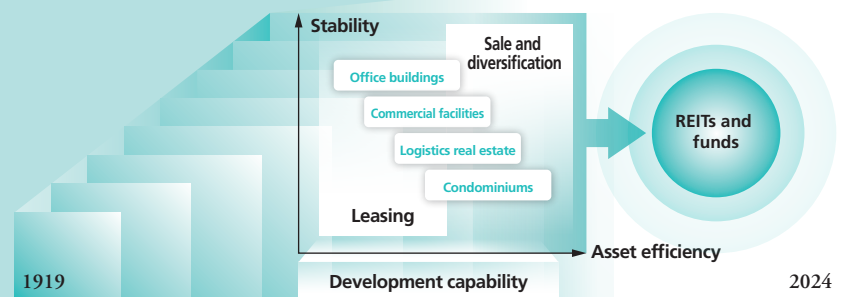 Stability
Sale and
diversification
Office buildings
Commercial facilities
Logistics real estate
Condominiums
Leasing
REITs and
funds
Asset efficiency
Development capability
1919
2024